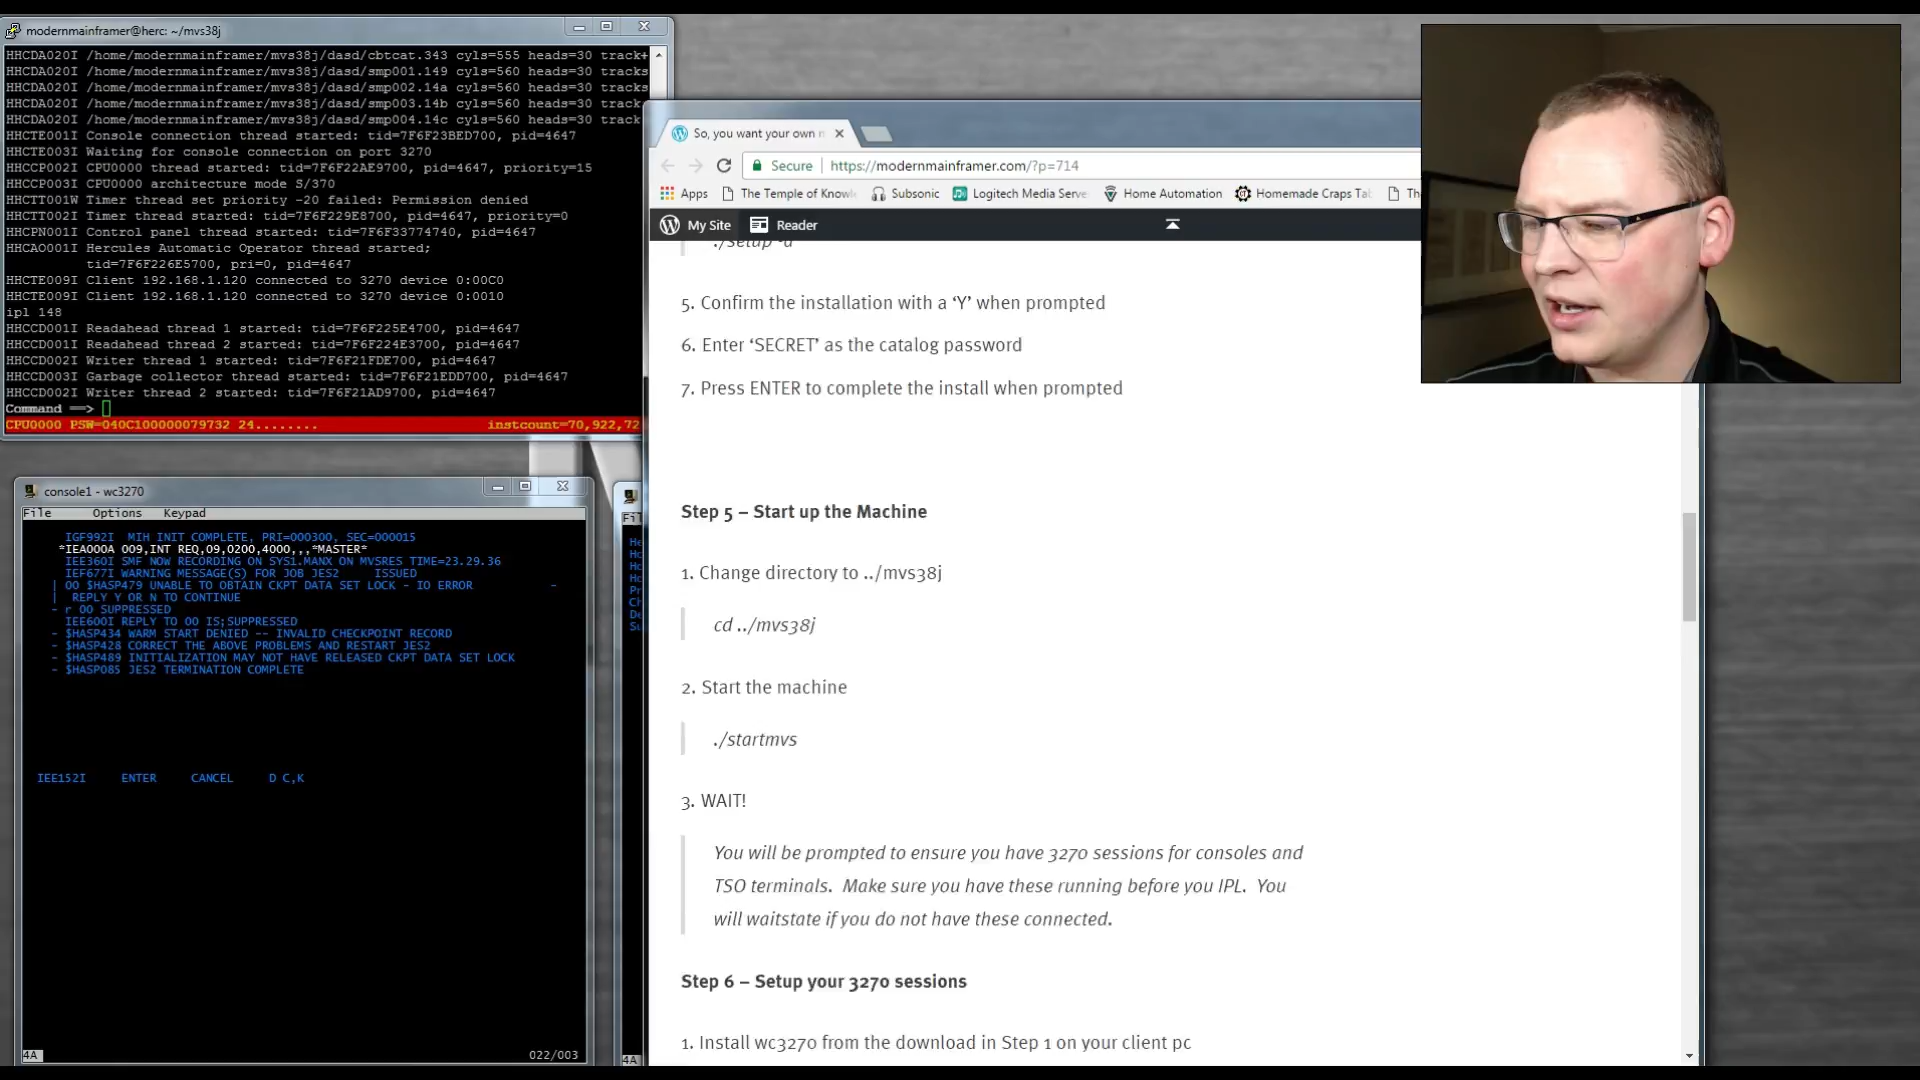 modernmainframer@herc: ~/mvs38j
HHCDA020I /home/modernmainframer/mvs38j/dasd/cbtcat.343 cyls=555 heads=30 track+
HHCDA020I /home/modernmainframer/mvs38j/dasd/smp001.149 cyls=560 heads=30 tracks
HHCDA020I /home/modernmainframer/mvs38j/dasd/smp002.14a cyls=560 heads=30 tracks
HHCDA020I /home/modernmainframer/mvs38j/dasd/smp003.14b cyls=560 heads=30 track
HHCDA020I /home/modernmainframer/mvs38j/dasd/smp004.14c cyls=560 heads=30 track
HHCTE001I Console connection thread started: tid=7F6F23BED700, pid=4647
HHCTE003I Waiting for console connection on port 3270
HHCCP002I CPU0000 thread started: tid=7F6F22AE9700, pid=4647, priority=15
HHCCP003I CPU0000 architecture mode S/370
HHCTT001W Timer thread set priority -20 failed: Permission denied
HHCTT002I Timer thread started: tid=7F6F229E8700, pid=4647, priority=0
HHCPN001I Control panel thread started: tid=7F6F33774740, pid=4647
HHCAO001I Hercules Automatic Operator thread started;
tid=7F6F226E5700, pri=0, pid=4647
HHCTE009I Client 192.168.1.120 connected to 3270 device 0:00C0
HHCTE009I Client 192.168.1.120 connected to 3270 device 0:0010
ipl 148
HHCCD001I Readahead thread 1 started: tid=7F6F225E4700, pid=4647
HHCCD001I Readahead thread 2 started: tid=7F6F224E3700, pid=4647
HHCCD002I Writer thread 1 started: tid=7F6F21FDE700, pid=4647
HHCCD003I Garbage collector thread started: tid=7F6F21EDD700, pid=4647
HHCCD002I Writer thread 2 started: tid=7F6F21AD9700, pid=4647
Command ==>
CPU0000 PSW=040C100000079732 24........ instcount=70,922,72
console1 - wc3270
File Options Keypad
IGF992I MIH INIT COMPLETE, PRI=000300, SEC=000015
*IEA000A 009,INT REQ,09,0200,4000,,,*MASTER*
IEE360I SMF NOW RECORDING ON SYS1.MANX ON MVSRES TIME=23.29.36
IEF677I WARNING MESSAGE(S) FOR JOB JES2 ISSUED
| 00 $HASP479 UNABLE TO OBTAIN CKPT DATA SET LOCK - IO ERROR -
| REPLY Y OR N TO CONTINUE
- r 00 SUPPRESSED
IEE600I REPLY TO 00 IS;SUPPRESSED
- $HASP434 WARM START DENIED -- INVALID CHECKPOINT RECORD
- $HASP428 CORRECT THE ABOVE PROBLEMS AND RESTART JES2
- $HASP489 INITIALIZATION MAY NOT HAVE RELEASED CKPT DATA SET LOCK
- $HASP085 JES2 TERMINATION COMPLETE
IEE152I ENTER CANCEL D C,K
4A 022/003
4A
So, you want your own
Secure https://modernmainframer.com/?p=714
Apps The Temple of Knowl Subsonic Logitech Media Serve Home Automation Homemade Craps Tab Th
My Site Reader
./setup -d
5. Confirm the installation with a ‘Y’ when prompted
6. Enter ‘SECRET’ as the catalog password
7. Press ENTER to complete the install when prompted
Step 5 – Start up the Machine
1. Change directory to ../mvs38j
cd ../mvs38j
2. Start the machine
./startmvs
3. WAIT!
You will be prompted to ensure you have 3270 sessions for consoles and
TSO terminals. Make sure you have these running before you IPL. You
will waitstate if you do not have these connected.
Step 6 – Setup your 3270 sessions
1. Install wc3270 from the download in Step 1 on your client pc